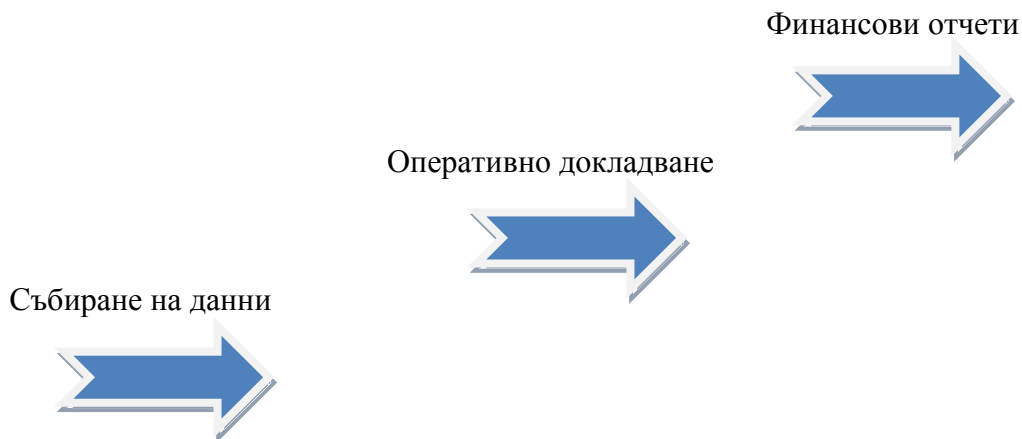 Финансови отчети
Оперативно докладване
Събиране на данни